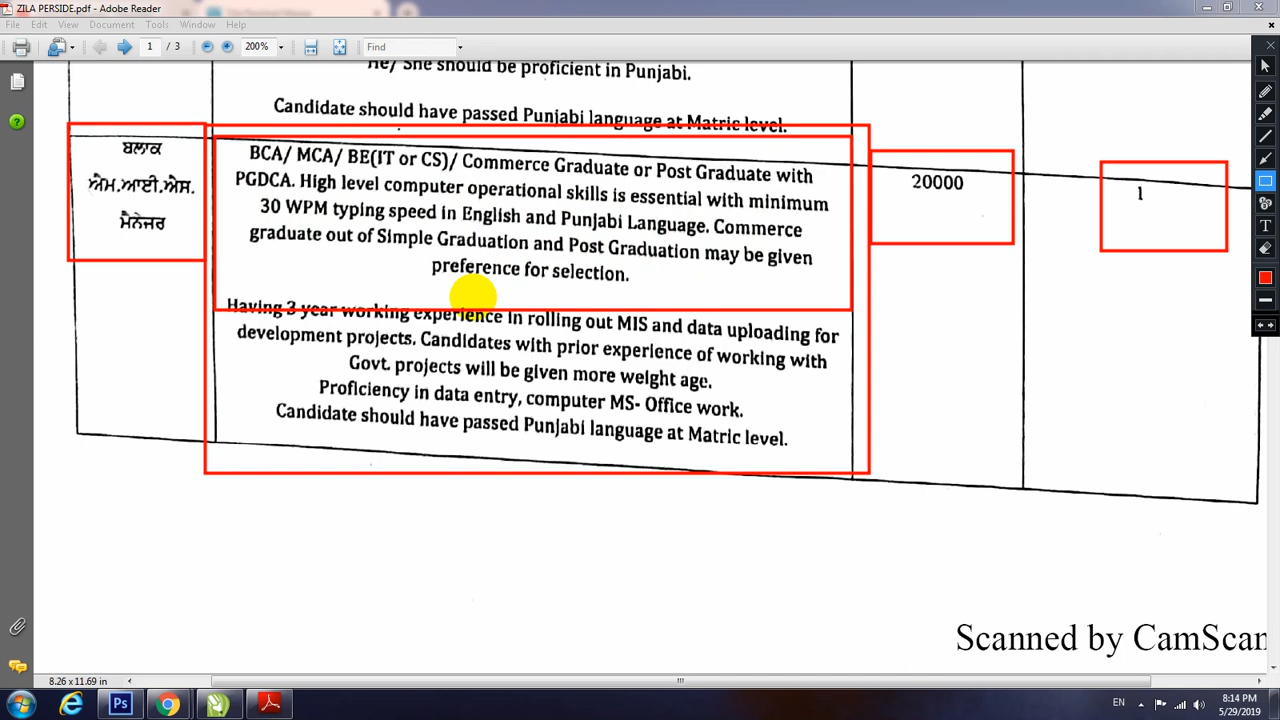 ZILA PERSIDE.pdf - Adobe Reader
File Edit View Document Tools Window Help
1 / 3 200% Find
He/ She should be proficient in Punjabi.
Candidate should have passed Punjabi language at Matric level.
ਬਲਾਕ
ਐਮ.ਆਈ.ਐਸ.
ਮੈਨੇਜਰ
BCA/ MCA/ BE(IT or CS)/ Commerce Graduate or Post Graduate with
PGDCA. High level computer operational skills is essential with minimum
30 WPM typing speed in English and Punjabi Language. Commerce
graduate out of Simple Graduation and Post Graduation may be given
preference for selection.
Having 3 year working experience in rolling out MIS and data uploading for
development projects. Candidates with prior experience of working with
Govt. projects will be given more weight age.
Proficiency in data entry, computer MS- Office work.
Candidate should have passed Punjabi language at Matric level.
20000
1
Scanned by CamScan
8.26 x 11.69 in
EN
8:14 PM
5/29/2019